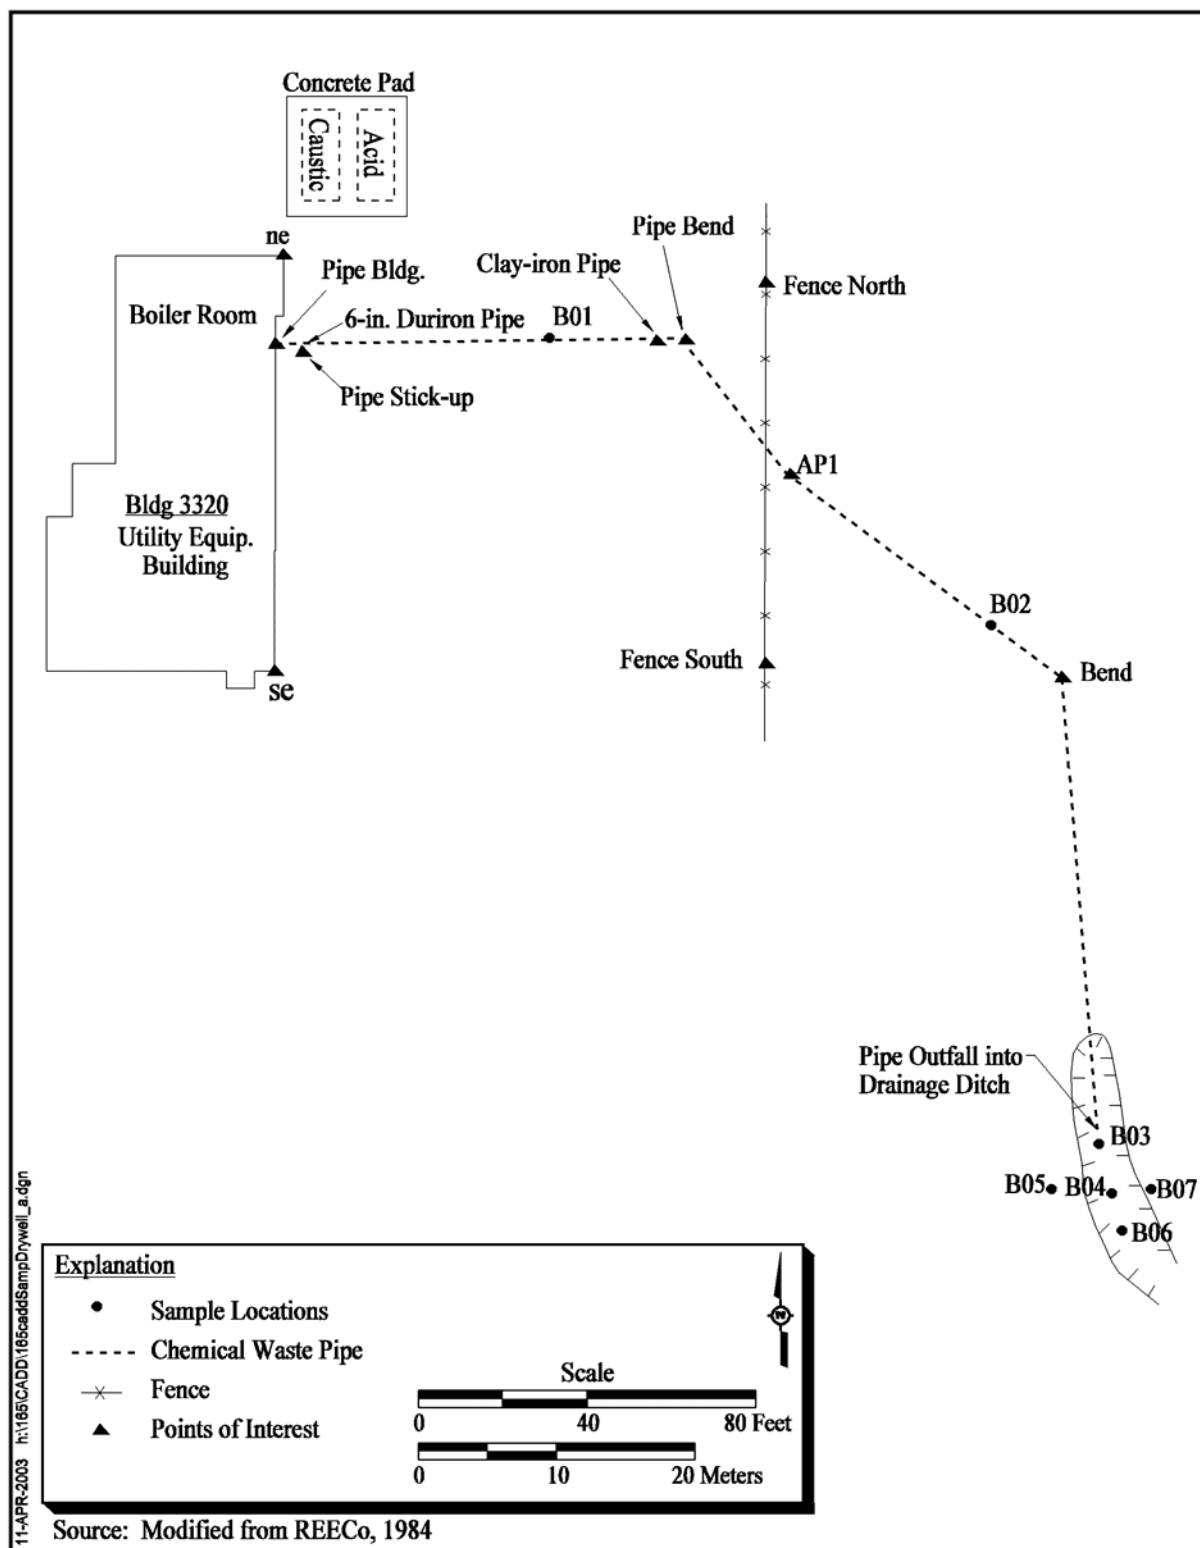 Concrete Pad
Caustic
Acid
ne
Pipe Bldg.
Boiler Room
6-in. Duriron Pipe
Pipe Stick-up
B01
Clay-iron Pipe
Pipe Bend
Fence North
AP1
Bldg 3320
Utility Equip.
Building
se
Fence South
B02
Bend
Pipe Outfall into
Drainage Ditch
B03
B05
B04
B07
B06
Explanation
Sample Locations
Chemical Waste Pipe
Fence
Points of Interest
N
Scale
0 40 80 Feet
0 10 20 Meters
Source: Modified from REECo, 1984
11-APR-2003 h:\165\CADD\165caddSampDrywell_a.dgn